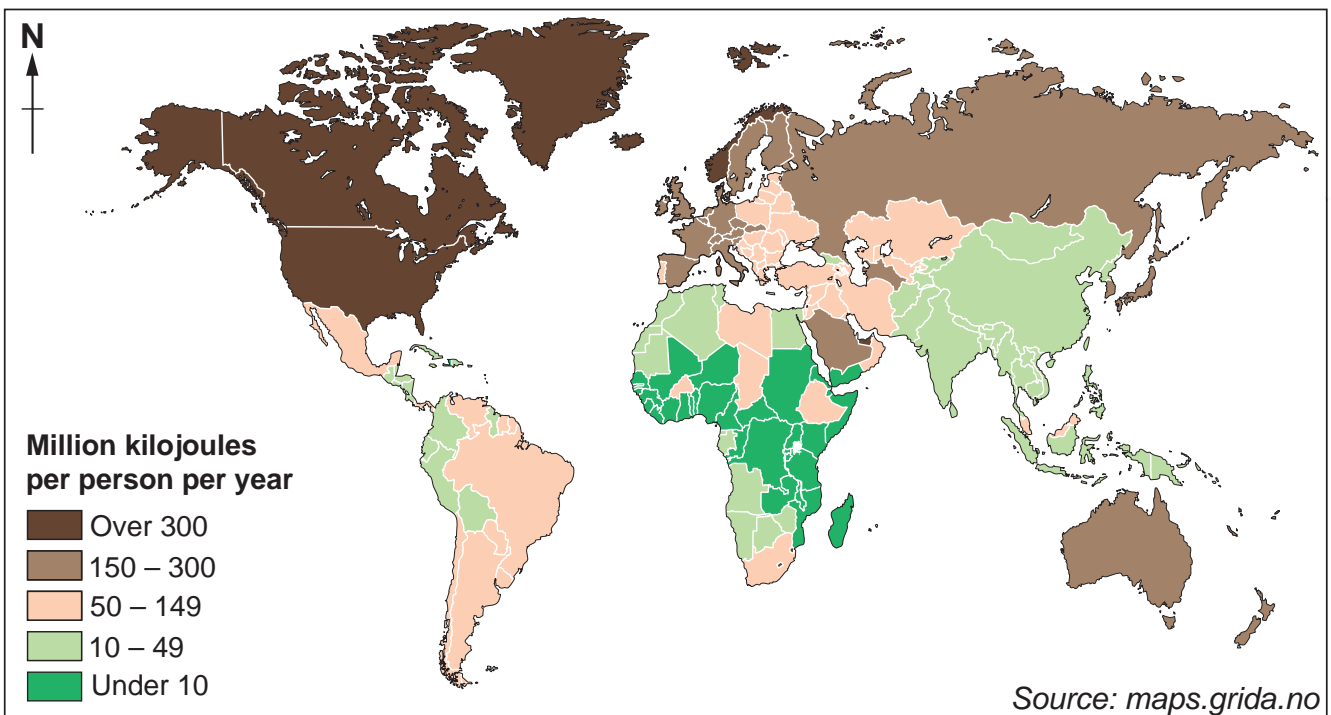 N
Million kilojoules
per person per year
Over 300
150 – 300
50 – 149
10 – 49
Under 10
Source: maps.grida.no